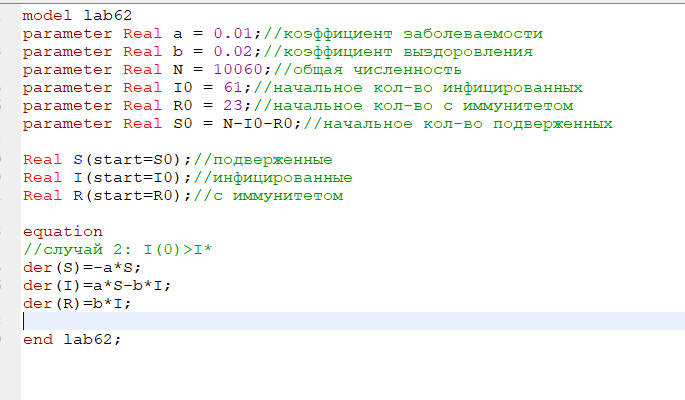 model lab62
parameter Real a = 0.01;//коэффициент заболеваемости
parameter Real b = 0.02;//коэффициент выздоровления
parameter Real N = 10060;//общая численность
parameter Real I0 = 61;//начальное кол-во инфицированных
parameter Real R0 = 23;//начальное кол-во с иммунитетом
parameter Real S0 = N-I0-R0;//начальное кол-во подверженных
Real S(start=S0);//подверженные
Real I(start=I0);//инфицированные
Real R(start=R0);//с иммунитетом
equation
//случай 2: I(0)>I*
der(S)=-a*S;
der(I)=a*S-b*I;
der(R)=b*I;
end lab62;